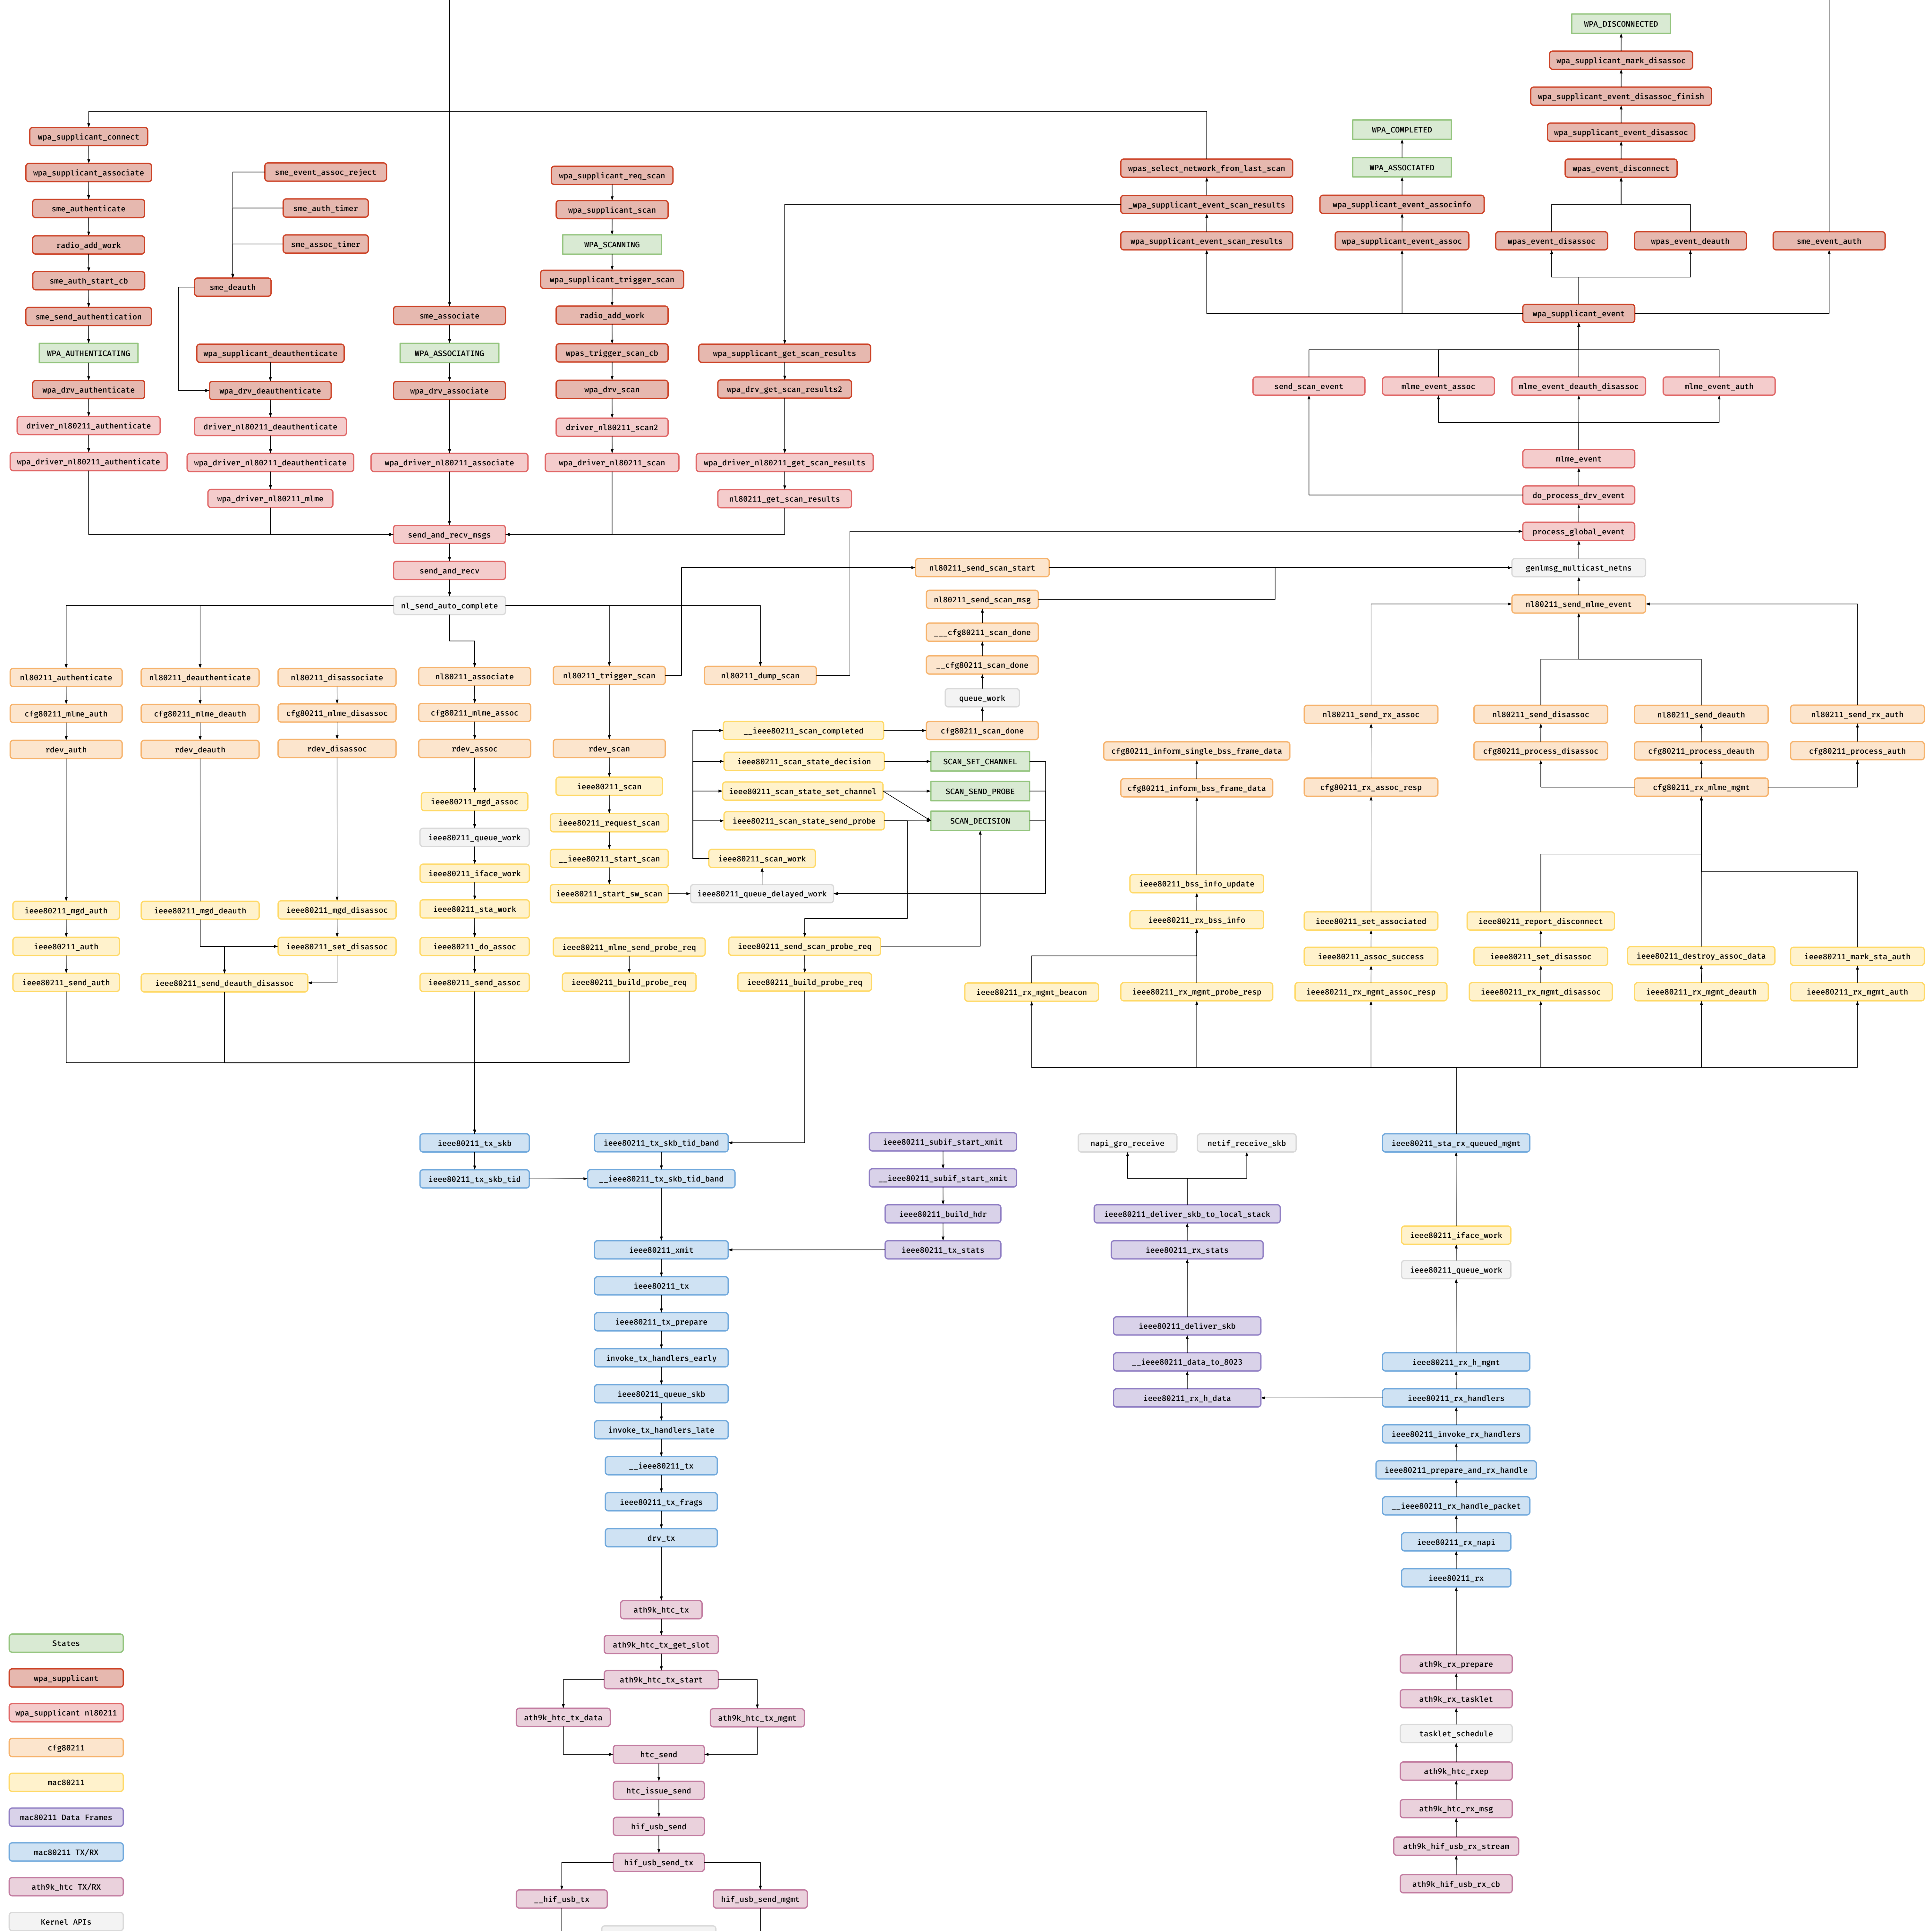 WPA_DISCONNECTED
wpa_supplicant_mark_disassoc
wpa_supplicant_event_disassoc_finish
WPA_COMPLETED
wpa_supplicant_event_disassoc
wpa_supplicant_connect
WPA_ASSOCIATED
wpas_event_disconnect
wpas_select_network_from_last_scan
wpa_supplicant_associate
sme_event_assoc_reject
wpa_supplicant_req_scan
sme_authenticate
sme_auth_timer
wpa_supplicant_scan
_wpa_supplicant_event_scan_results
wpa_supplicant_event_associnfo
radio_add_work
sme_assoc_timer
WPA_SCANNING
wpa_supplicant_event_scan_results
wpa_supplicant_event_assoc
wpas_event_disassoc
wpas_event_deauth
sme_event_auth
sme_auth_start_cb
sme_deauth
wpa_supplicant_trigger_scan
sme_send_authentication
sme_associate
radio_add_work
wpa_supplicant_event
WPA_AUTHENTICATING
wpa_supplicant_deauthenticate
WPA_ASSOCIATING
wpas_trigger_scan_cb
wpa_supplicant_get_scan_results
wpa_drv_authenticate
wpa_drv_deauthenticate
wpa_drv_associate
wpa_drv_scan
wpa_drv_get_scan_results2
send_scan_event
mlme_event_assoc
mlme_event_deauth_disassoc
mlme_event_auth
driver_nl80211_authenticate
driver_nl80211_deauthenticate
driver_nl80211_scan2
wpa_driver_nl80211_authenticate
wpa_driver_nl80211_deauthenticate
wpa_driver_nl80211_associate
wpa_driver_nl80211_scan
wpa_driver_nl80211_get_scan_results
mlme_event
wpa_driver_nl80211_mlme
nl80211_get_scan_results
do_process_drv_event
send_and_recv_msgs
process_global_event
send_and_recv
nl80211_send_scan_start
genlmsg_multicast_netns
nl_send_auto_complete
nl80211_send_scan_msg
nl80211_send_mlme_event
___cfg80211_scan_done
__cfg80211_scan_done
nl80211_authenticate
nl80211_deauthenticate
nl80211_disassociate
nl80211_associate
nl80211_trigger_scan
nl80211_dump_scan
queue_work
cfg80211_mlme_auth
cfg80211_mlme_deauth
cfg80211_mlme_disassoc
cfg80211_mlme_assoc
nl80211_send_rx_assoc
nl80211_send_disassoc
nl80211_send_deauth
nl80211_send_rx_auth
__ieee80211_scan_completed
cfg80211_scan_done
rdev_auth
rdev_deauth
rdev_disassoc
rdev_assoc
rdev_scan
cfg80211_inform_single_bss_frame_data
cfg80211_process_disassoc
cfg80211_process_deauth
cfg80211_process_auth
ieee80211_scan_state_decision
SCAN_SET_CHANNEL
ieee80211_scan
ieee80211_scan_state_set_channel
SCAN_SEND_PROBE
cfg80211_inform_bss_frame_data
cfg80211_rx_assoc_resp
cfg80211_rx_mlme_mgmt
ieee80211_mgd_assoc
ieee80211_request_scan
ieee80211_scan_state_send_probe
SCAN_DECISION
ieee80211_queue_work
__ieee80211_start_scan
ieee80211_scan_work
ieee80211_iface_work
ieee80211_start_sw_scan
ieee80211_queue_delayed_work
ieee80211_bss_info_update
ieee80211_mgd_auth
ieee80211_mgd_deauth
ieee80211_mgd_disassoc
ieee80211_sta_work
ieee80211_rx_bss_info
ieee80211_set_associated
ieee80211_report_disconnect
ieee80211_auth
ieee80211_set_disassoc
ieee80211_do_assoc
ieee80211_mlme_send_probe_req
ieee80211_send_scan_probe_req
ieee80211_assoc_success
ieee80211_set_disassoc
ieee80211_destroy_assoc_data
ieee80211_mark_sta_auth
ieee80211_send_auth
ieee80211_send_deauth_disassoc
ieee80211_send_assoc
ieee80211_build_probe_req
ieee80211_build_probe_req
ieee80211_rx_mgmt_beacon
ieee80211_rx_mgmt_probe_resp
ieee80211_rx_mgmt_assoc_resp
ieee80211_rx_mgmt_disassoc
ieee80211_rx_mgmt_deauth
ieee80211_rx_mgmt_auth
ieee80211_tx_skb
ieee80211_tx_skb_tid_band
ieee80211_subif_start_xmit
napi_gro_receive
netif_receive_skb
ieee80211_sta_rx_queued_mgmt
ieee80211_tx_skb_tid
__ieee80211_tx_skb_tid_band
__ieee80211_subif_start_xmit
ieee80211_build_hdr
ieee80211_deliver_skb_to_local_stack
ieee80211_iface_work
ieee80211_xmit
ieee80211_tx_stats
ieee80211_rx_stats
ieee80211_queue_work
ieee80211_tx
ieee80211_tx_prepare
ieee80211_deliver_skb
invoke_tx_handlers_early
__ieee80211_data_to_8023
ieee80211_rx_h_mgmt
ieee80211_queue_skb
ieee80211_rx_h_data
ieee80211_rx_handlers
invoke_tx_handlers_late
ieee80211_invoke_rx_handlers
__ieee80211_tx
ieee80211_prepare_and_rx_handle
ieee80211_tx_frags
__ieee80211_rx_handle_packet
drv_tx
ieee80211_rx_napi
ieee80211_rx
ath9k_htc_tx
States
ath9k_htc_tx_get_slot
ath9k_rx_prepare
wpa_supplicant
ath9k_htc_tx_start
ath9k_rx_tasklet
wpa_supplicant nl80211
ath9k_htc_tx_data
ath9k_htc_tx_mgmt
tasklet_schedule
cfg80211
htc_send
ath9k_htc_rxep
mac80211
htc_issue_send
ath9k_htc_rx_msg
mac80211 Data Frames
hif_usb_send
ath9k_hif_usb_rx_stream
mac80211 TX/RX
hif_usb_send_tx
ath9k_htc TX/RX
ath9k_hif_usb_rx_cb
__hif_usb_tx
hif_usb_send_mgmt
Kernel APIs